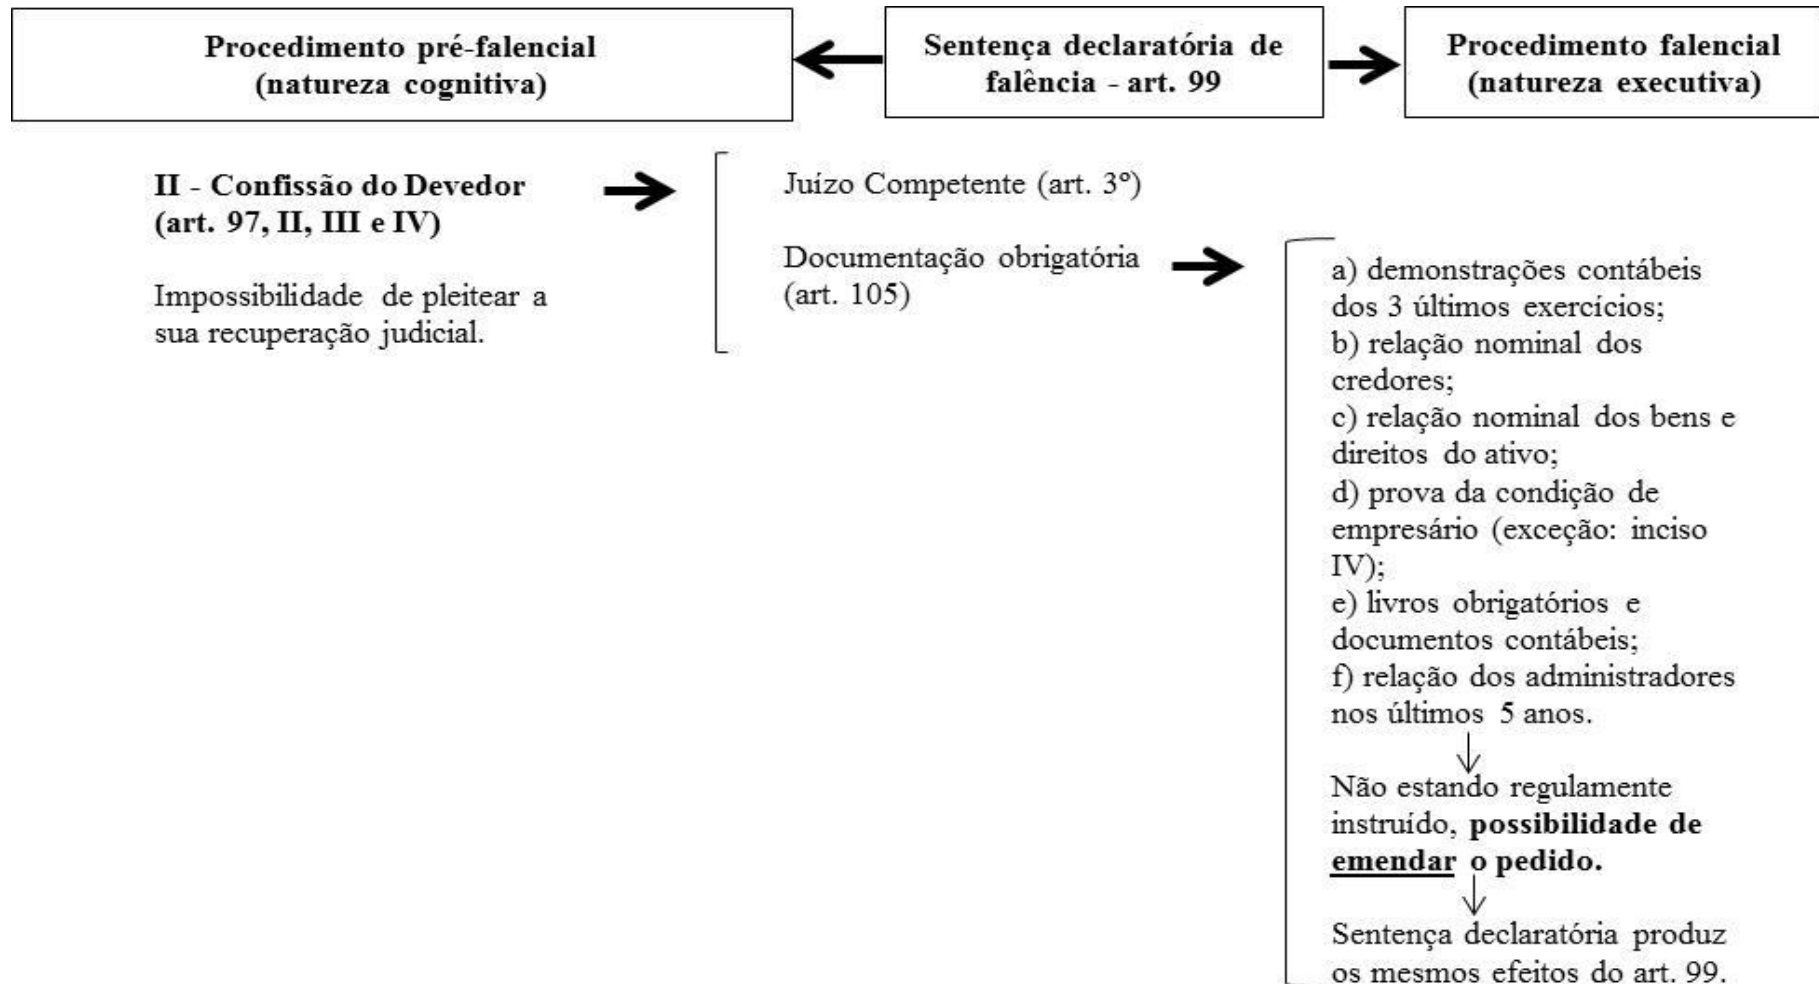 Procedimento pré-falencial
(natureza cognitiva)
Sentença declaratória de
falência - art. 99
Procedimento falencial
(natureza executiva)
II - Confissão do Devedor
(art. 97, II, III e IV)
Impossibilidade de pleitear a
sua recuperação judicial.
Juízo Competente (art. 3º)
Documentação obrigatória
(art. 105)
a) demonstrações contábeis
dos 3 últimos exercícios;
b) relação nominal dos
credores;
c) relação nominal dos bens e
direitos do ativo;
d) prova da condição de
empresário (exceção: inciso
IV);
e) livros obrigatórios e
documentos contábeis;
f) relação dos administradores
nos últimos 5 anos.
Não estando regulamente
instruído, possibilidade de
emendar o pedido.
Sentença declaratória produz
os mesmos efeitos do art. 99.